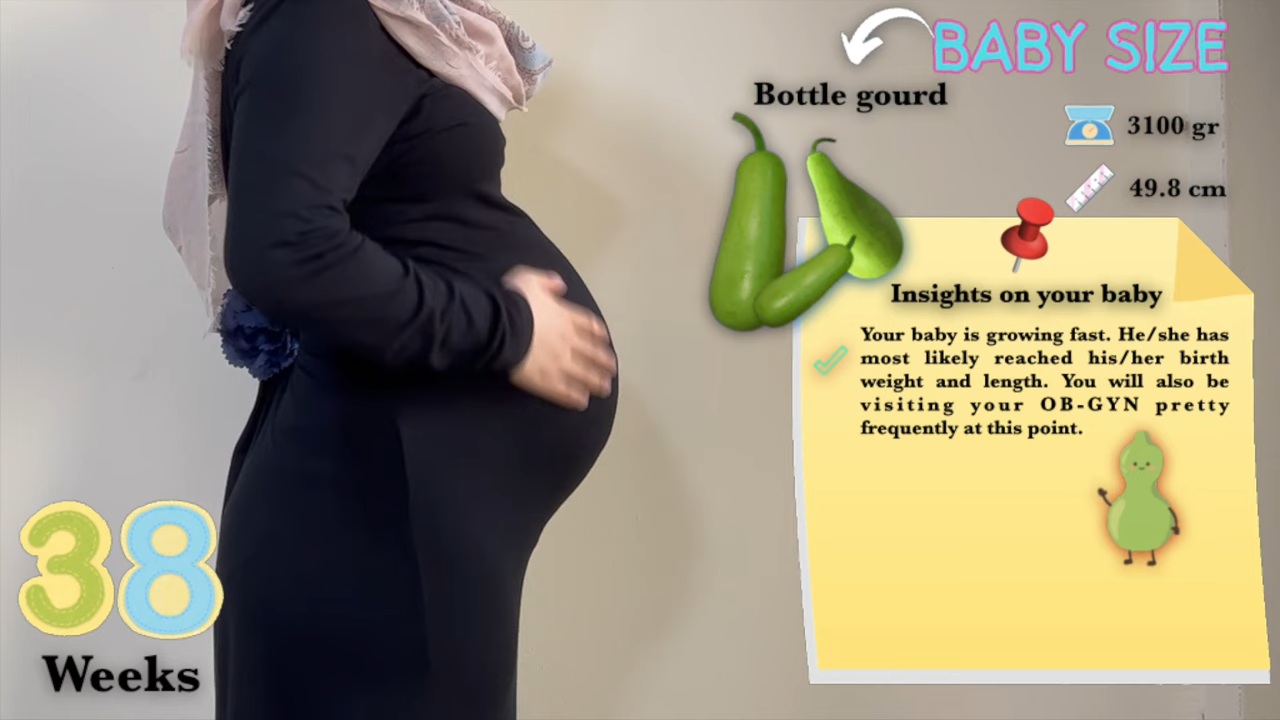 BABY SIZE
Bottle gourd
3100 gr
49.8 cm
Insights on your baby
Your baby is growing fast. He/she has
most likely reached his/her birth
weight and length. You will also be
visiting your OB-GYN pretty
frequently at this point.
38
Weeks